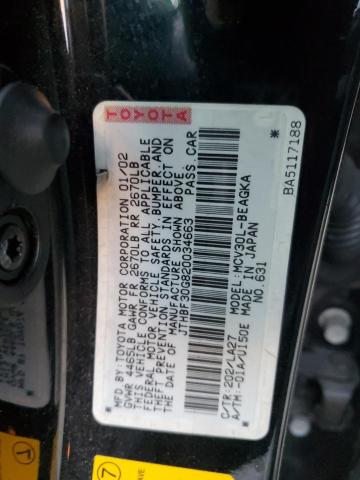 TOYOTA
MFD. BY:TOYOTA MOTOR CORPORATION 01/02
GVWR 4465LB GAWR FR 2670LB RR 2670LB
THIS VEHICLE CONFORMS TO ALL APPLICABLE
FEDERAL MOTOR VEHICLE SAFETY, BUMPER, AND
THEFT PREVENTION STANDARDS IN EFFECT ON
THE DATE OF MANUFACTURE SHOWN ABOVE.
JTHBF30G820034663 PASS. CAR
*
*
BA5117188
C/TR:202/LA27 MODEL:MCV30L-BEAGKA
A/TM:-01A/U150E MADE IN JAPAN
NO.631